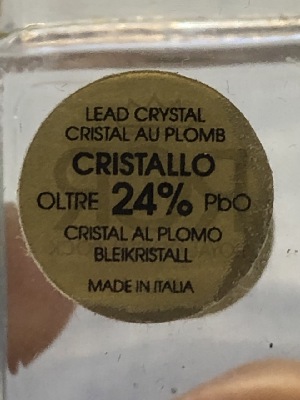 LEAD CRYSTAL
CRISTAL AU PLOMB
CRISTALLO
OLTRE 24% PbO
CRISTAL AL PLOMO
BLEIKRISTALL
MADE IN ITALIA